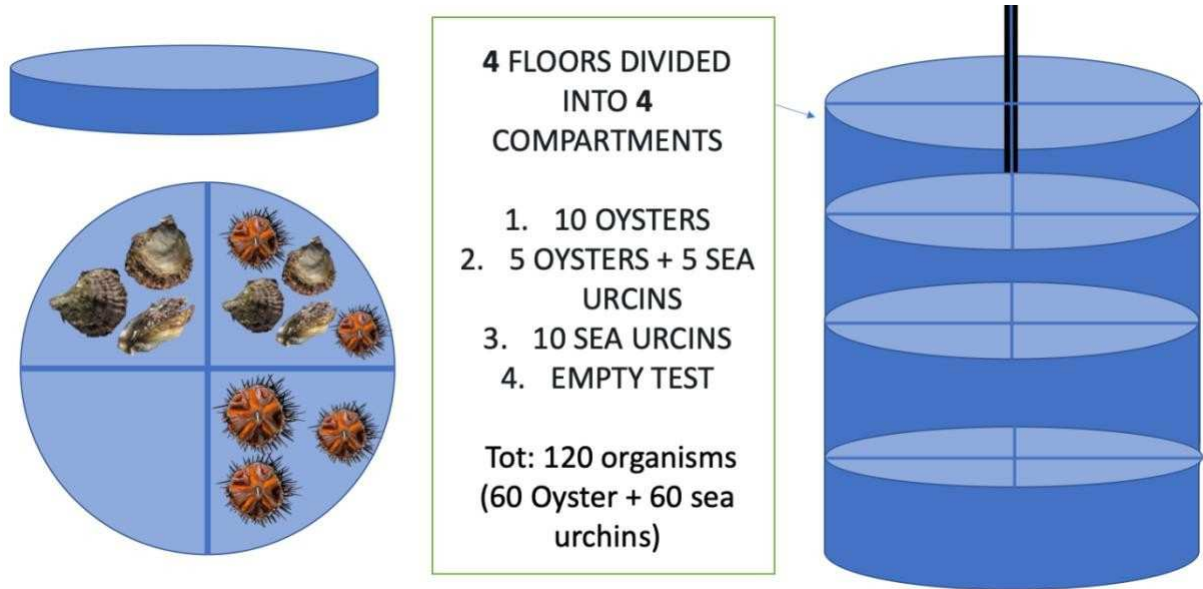 4 FLOORS DIVIDED
INTO 4
COMPARTMENTS
1. 10 OYSTERS
2. 5 OYSTERS + 5 SEA
URCINS
3. 10 SEA URCINS
4. EMPTY TEST
Tot: 120 organisms
(60 Oyster + 60 sea
urchins)